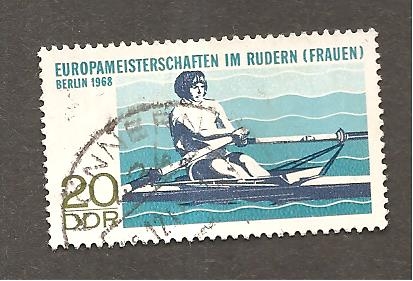 EUROPAMEISTERSCHAFTEN IM RUDERN (FRAUEN)
BERLIN 1968
20
DDR